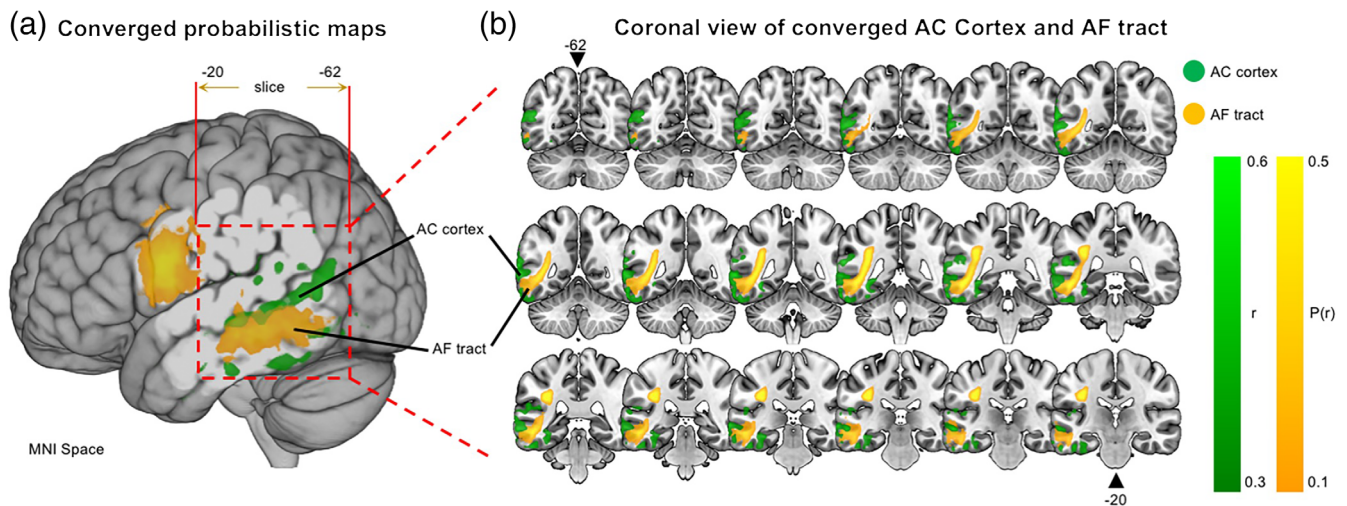 (a) Converged probabilistic maps
-20 -62
slice
AC cortex
AF tract
MNI Space
(b) Coronal view of converged AC Cortex and AF tract
-62
AC cortex
AF tract
0.6 0.5
r P(r)
0.3 0.1
-20